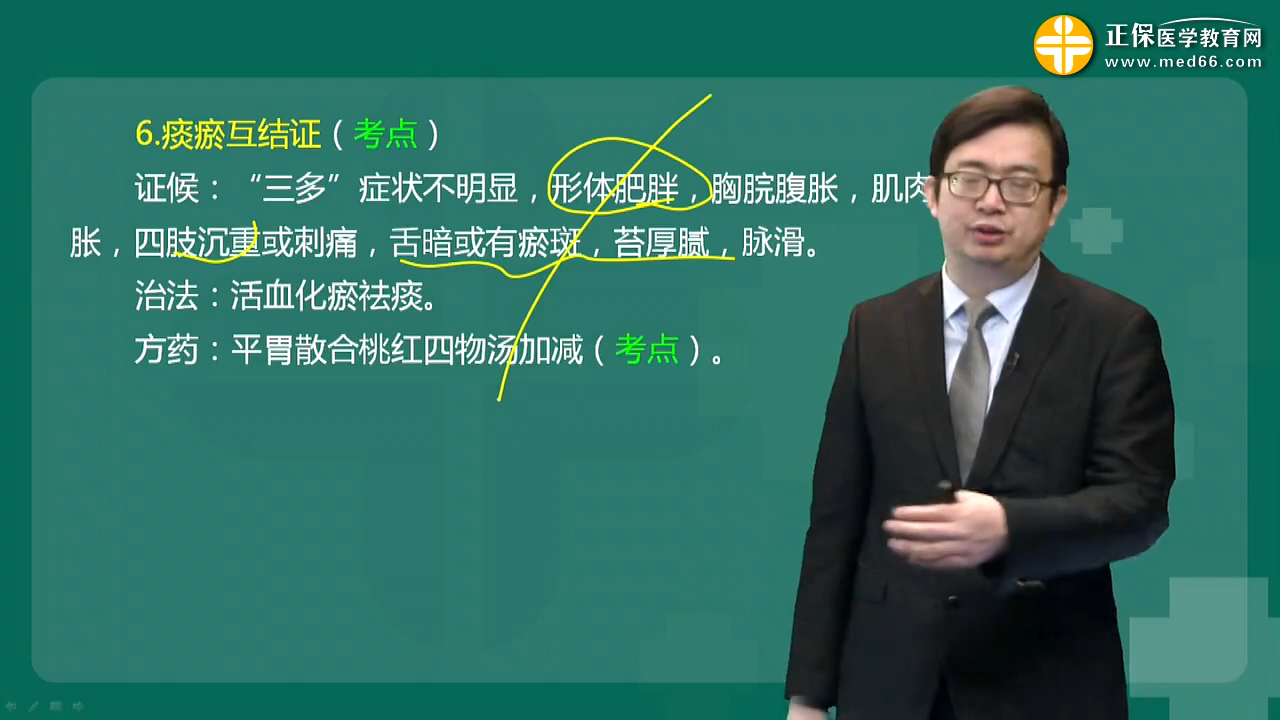 正保医学教育网
www.med66.com
6.痰瘀互结证（考点）
证候：“三多”症状不明显，形体肥胖，胸脘腹胀，肌肉
胀，四肢沉重或刺痛，舌暗或有瘀斑，苔厚腻，脉滑。
治法：活血化瘀祛痰。
方药：平胃散合桃红四物汤加减（考点）。